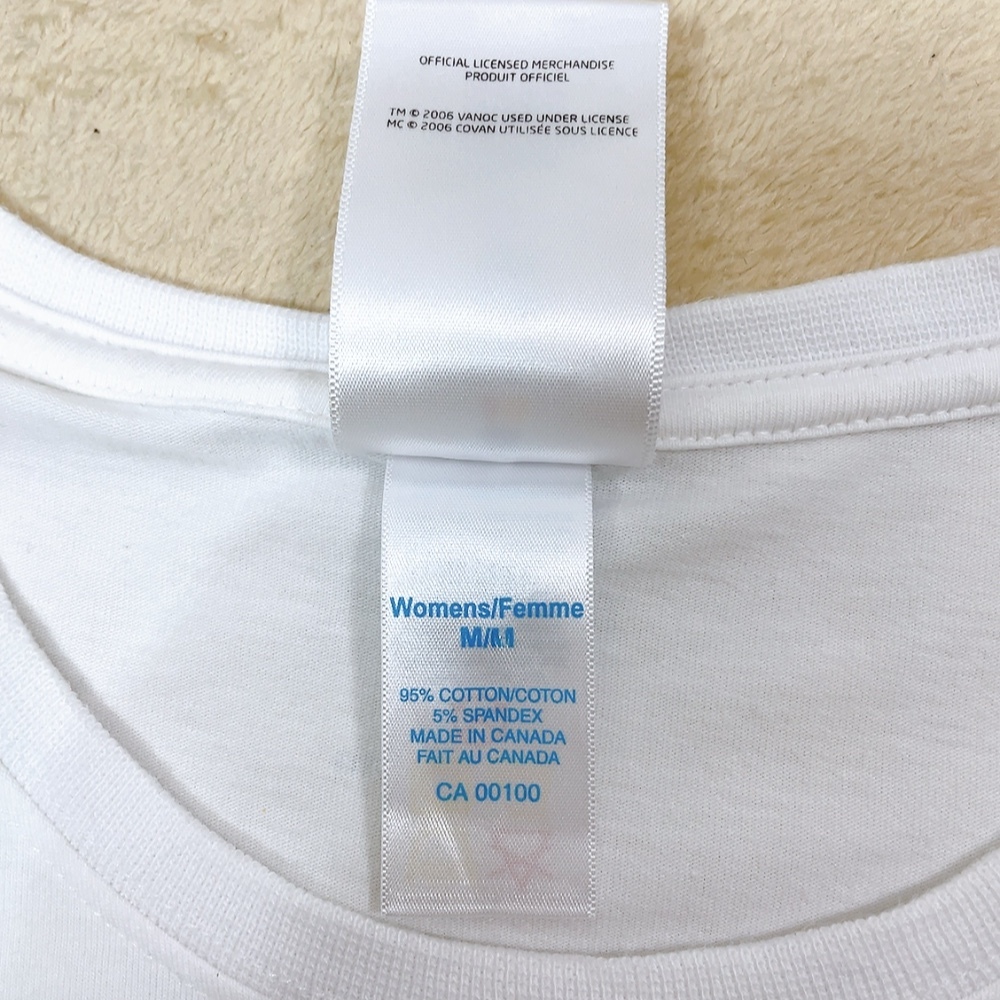 OFFICIAL LICENSED MERCHANDISE
PRODUIT OFFICIEL
TM © 2006 VANOC USED UNDER LICENSE
MC © 2006 COVAN UTILISÉE SOUS LICENCE
Womens/Femme
M/M
95% COTTON/COTON
5% SPANDEX
MADE IN CANADA
FAIT AU CANADA
CA 00100